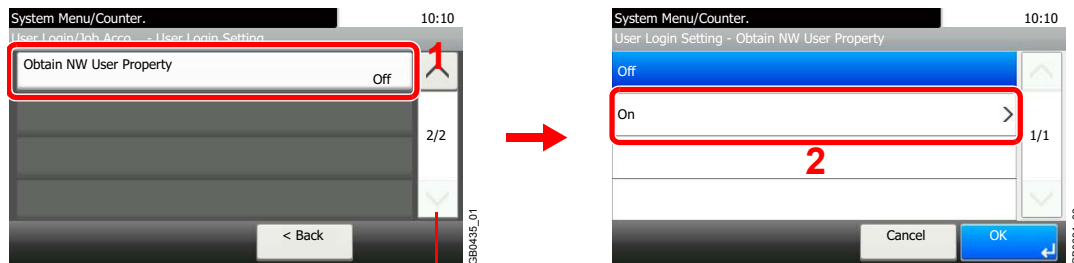 System Menu/Counter.
10:10
User Login/Job Acco... - User Login Setting
1
Obtain NW User Property
Off
2/2
< Back
GB0435_01
System Menu/Counter.
10:10
User Login Setting - Obtain NW User Property
Off
On
>
1/1
2
Cancel
OK